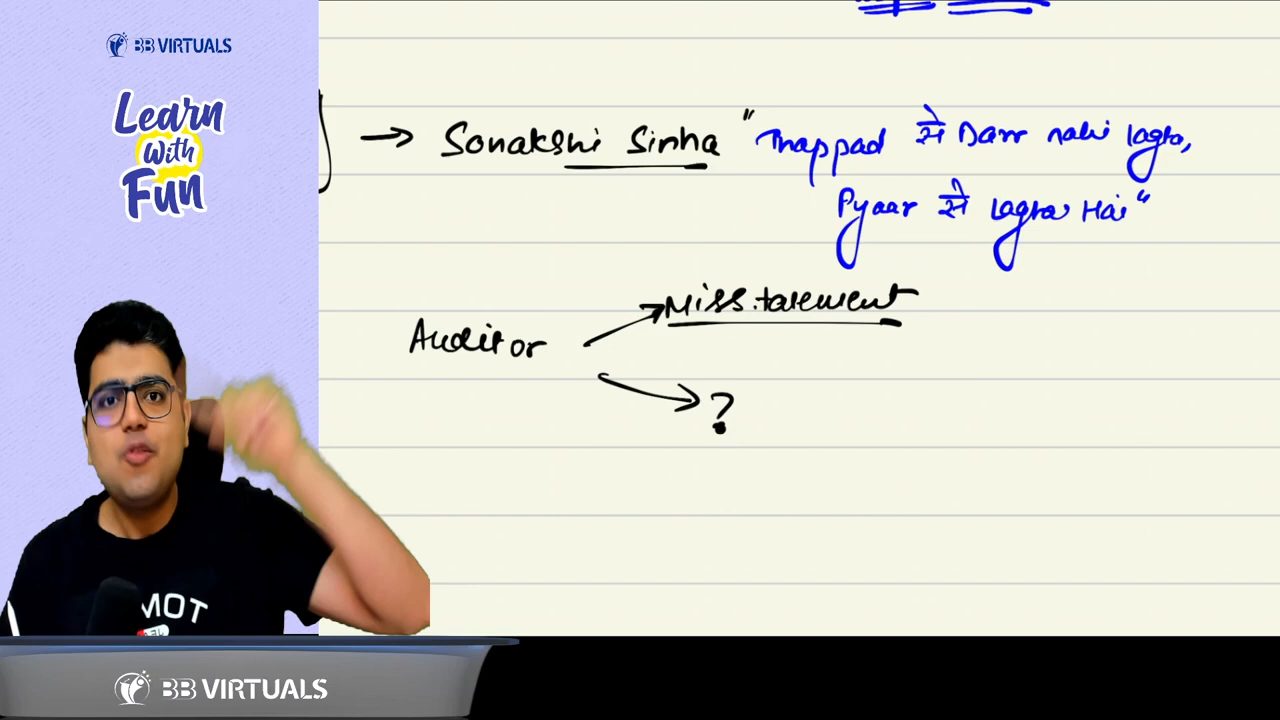 BB VIRTUALS
Learn
With
Fun
→ Sonakshi Sinha "Thappad से Darr nahi lagta,
Pyaar से lagta Hai"
Misstatement
Auditor
?
MOT
BB VIRTUALS